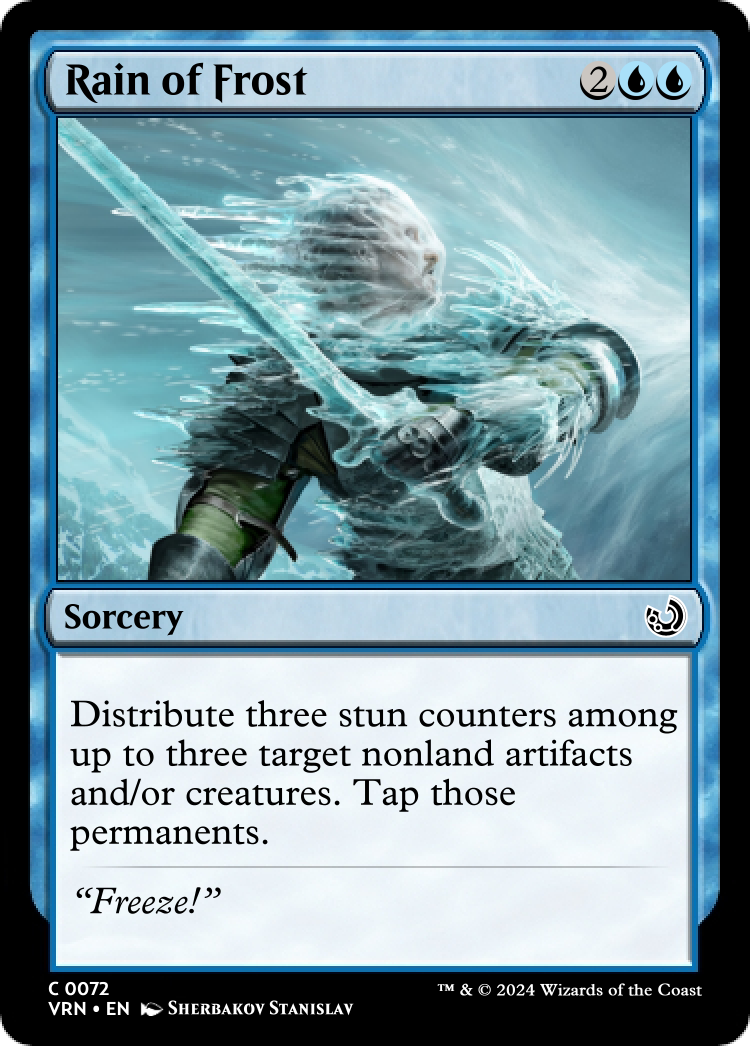 Rain of Frost
2
Sorcery
Distribute three stun counters among
up to three target nonland artifacts
and/or creatures. Tap those
permanents.
“Freeze!”
C 0072
VRN • EN SHERBAKOV STANISLAV
™ & © 2024 Wizards of the Coast